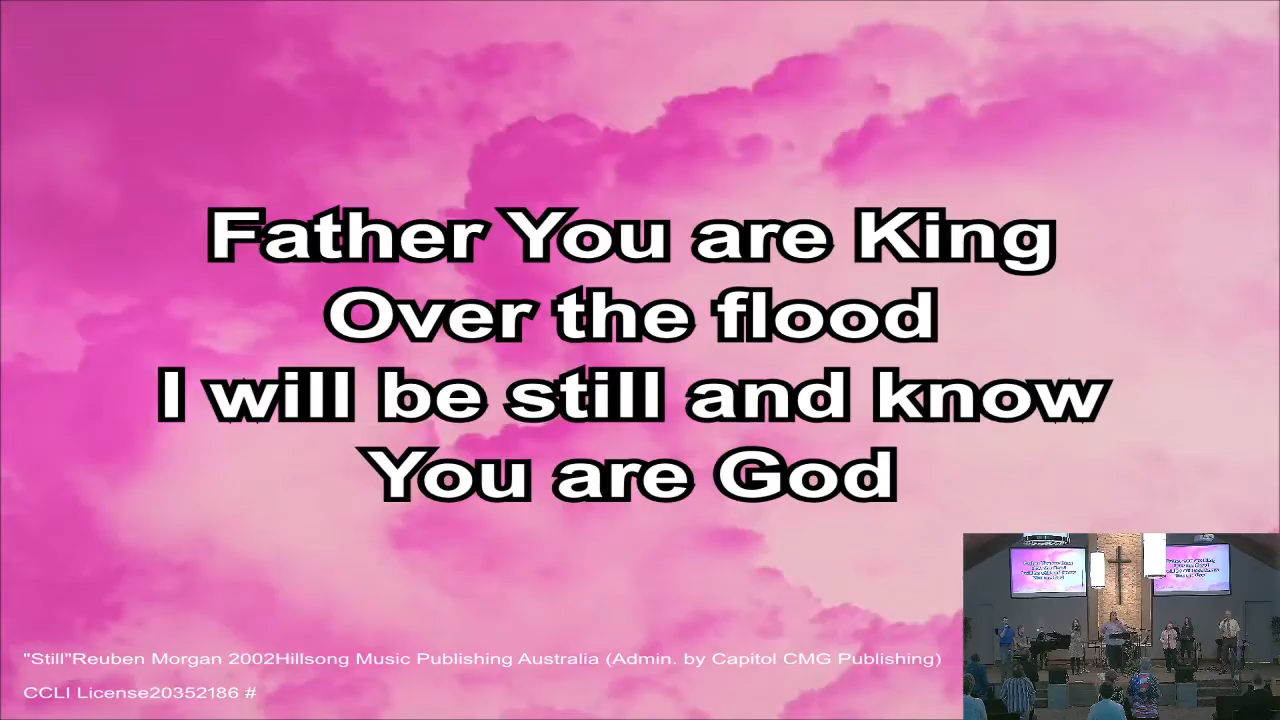 Father You are King
Over the flood
I will be still and know
You are God
"Still"Reuben Morgan 2002Hillsong Music Publishing Australia (Admin. by Capitol CMG Publishing)
CCLI License20352186 #